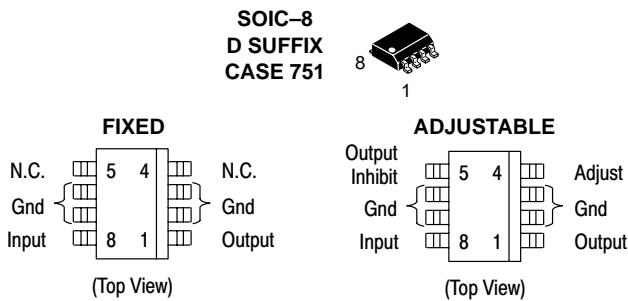 SOIC–8
D SUFFIX
CASE 751
8
1
FIXED
N.C. 5 4 N.C.
Gnd Gnd
Input 8 1 Output
(Top View)
ADJUSTABLE
Output
Inhibit 5 4 Adjust
Gnd Gnd
Input 8 1 Output
(Top View)